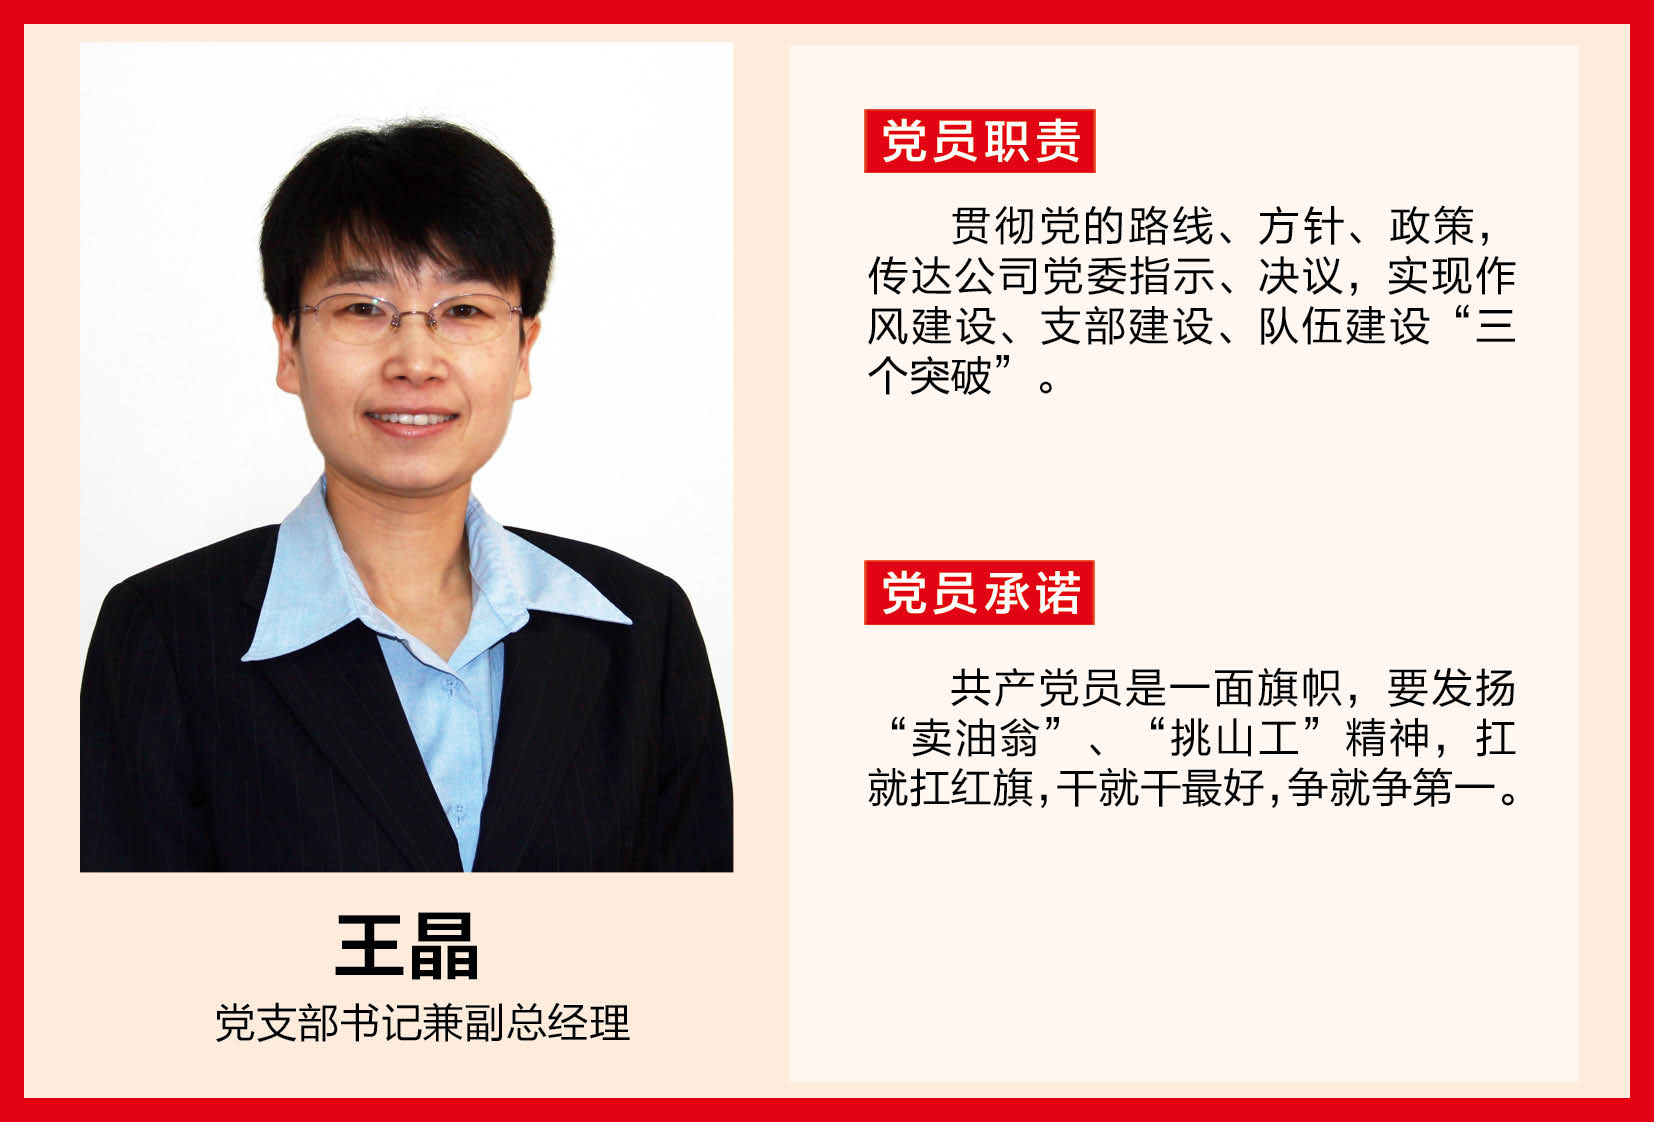 党员职责
贯彻党的路线、方针、政策，
传达公司党委指示、决议，实现作
风建设、支部建设、队伍建设“三
个突破”。
党员承诺
共产党员是一面旗帜，要发扬
“卖油翁”、“挑山工”精神，扛
就扛红旗，干就干最好，争就争第一。
王晶
党支部书记兼副总经理